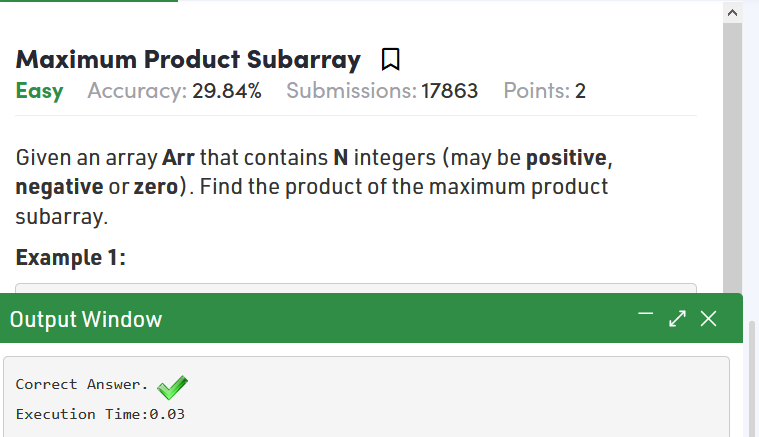 Maximum Product Subarray
Easy Accuracy: 29.84% Submissions: 17863 Points: 2
Given an array Arr that contains N integers (may be positive,
negative or zero). Find the product of the maximum product
subarray.
Example 1:
Output Window
Correct Answer.
Execution Time:0.03